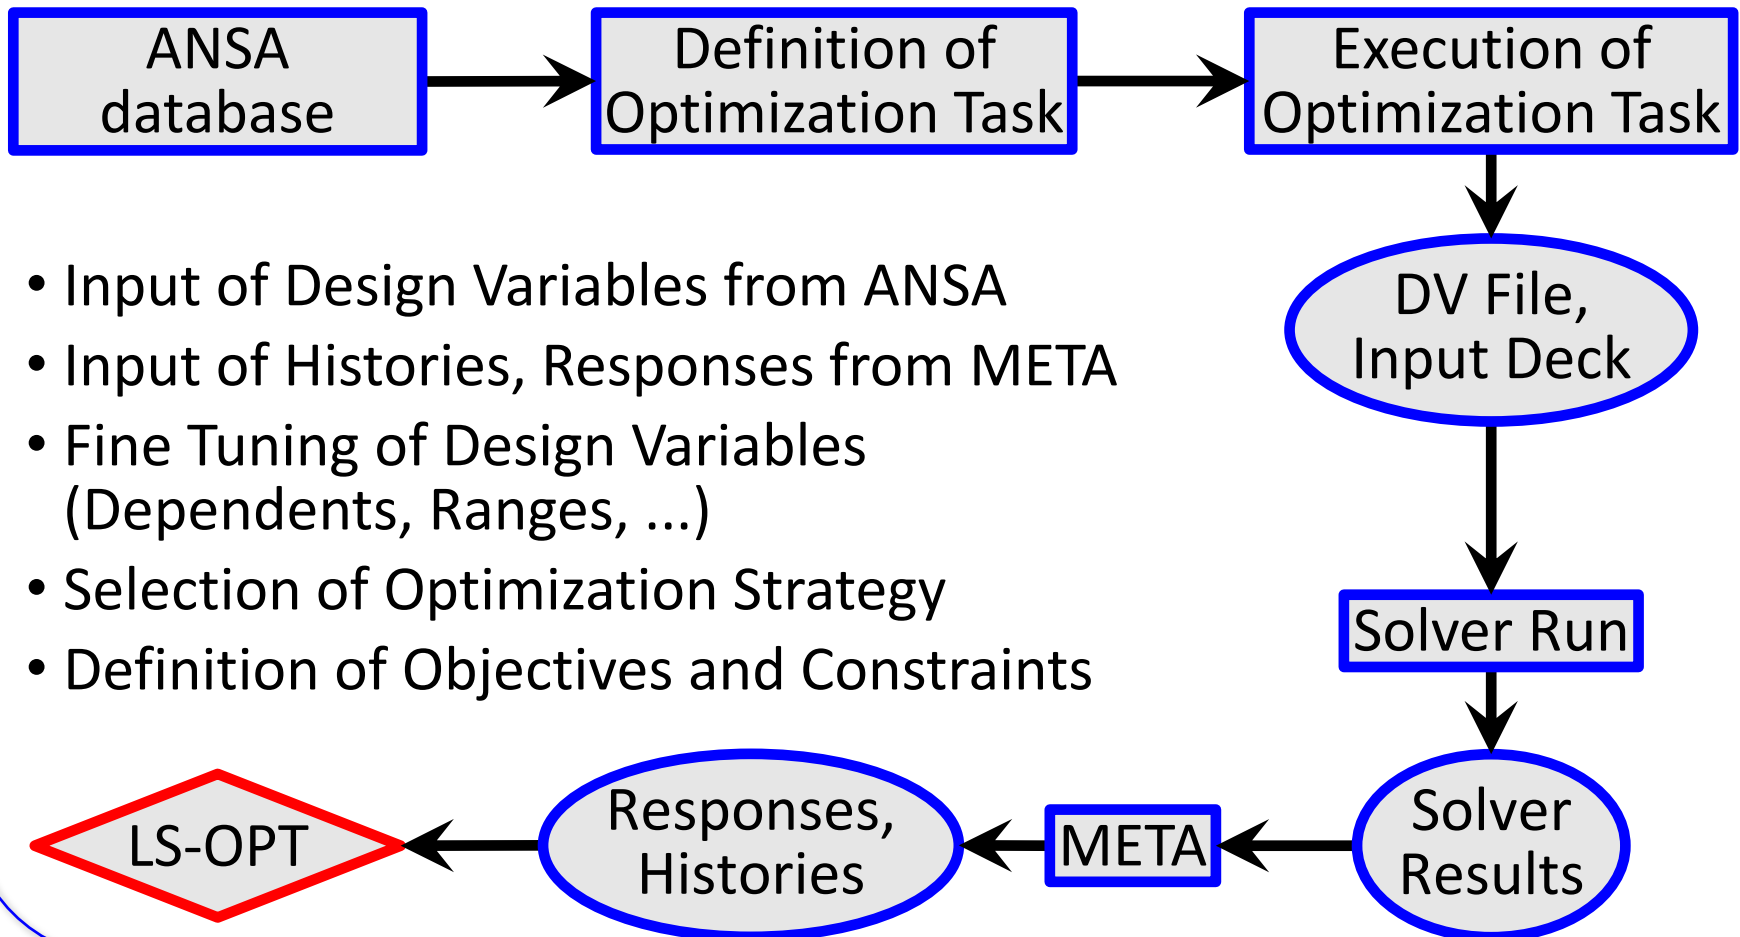 ANSA
database
Definition of
Optimization Task
Execution of
Optimization Task
• Input of Design Variables from ANSA
• Input of Histories, Responses from META
• Fine Tuning of Design Variables
(Dependents, Ranges, ...)
• Selection of Optimization Strategy
• Definition of Objectives and Constraints
DV File,
Input Deck
Solver Run
Solver
Results
META
Responses,
Histories
LS-OPT